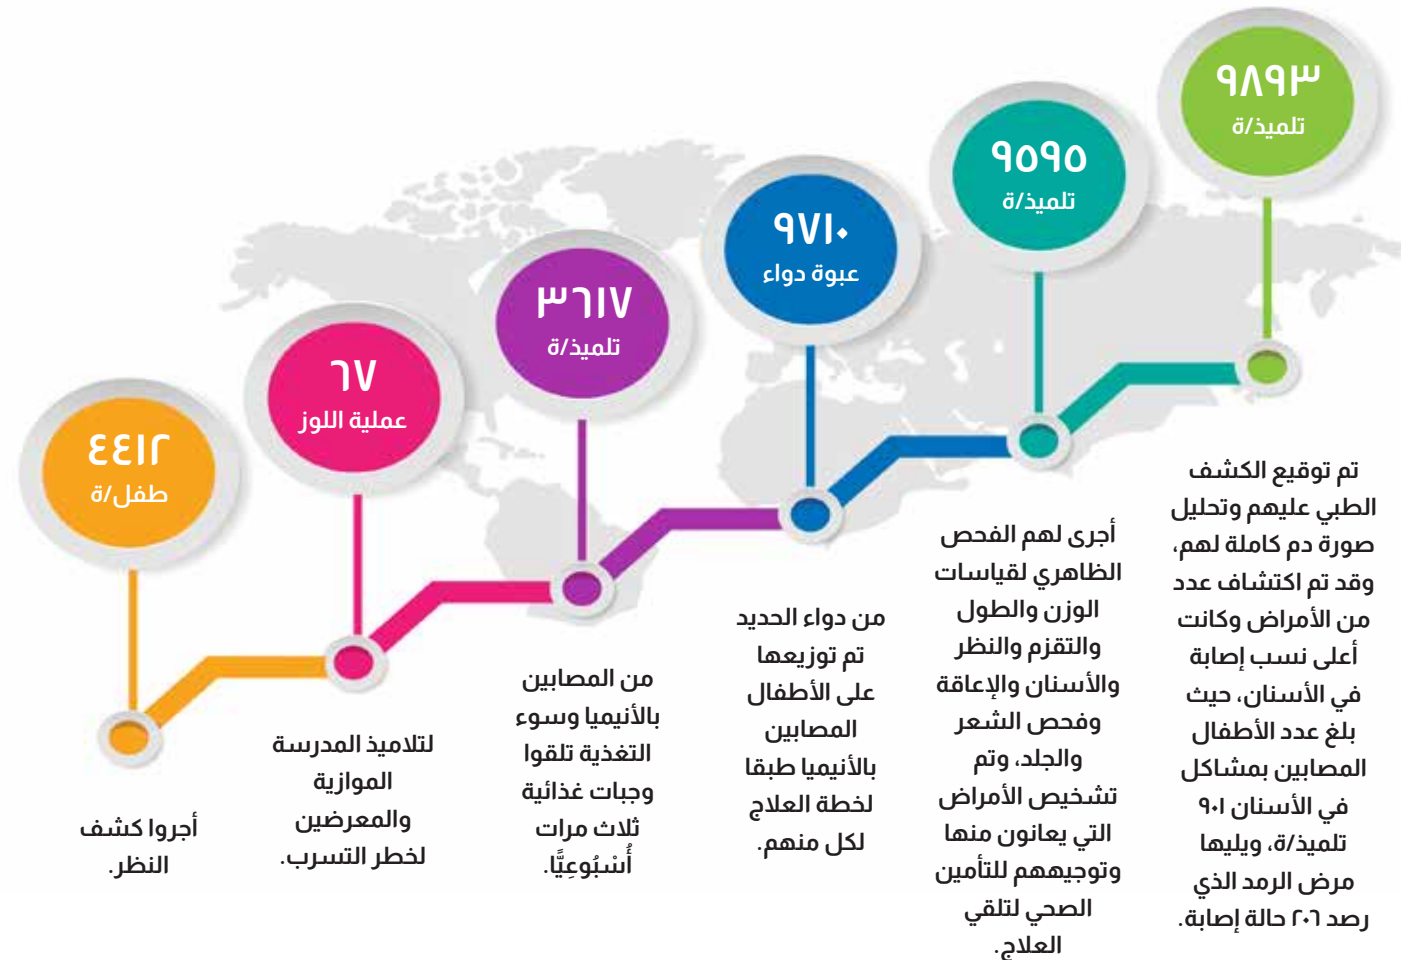 ٩٨٩٣
تلميذ/ة
تم توقيع الكشف
الطبي عليهم وتحليل
صورة دم كاملة لهم،
وقد تم اكتشاف عدد
من الأمراض وكانت
أعلى نسب إصابة
في الأسنان، حيث
بلغ عدد الأطفال
المصابين بمشاكل
في الأسنان ٩٠١
تلميذ/ة، ويليها
مرض الرمد الذي
رصد ٢٠٦ حالة إصابة.
٩٥٩٥
تلميذ/ة
أجرى لهم الفحص
الظاهري لقياسات
الوزن والطول
والتقزم والنظر
والأسنان والإعاقة
وفحص الشعر
والجلد، وتم
تشخيص الأمراض
التي يعانون منها
وتوجيههم للتأمين
الصحي لتلقي
العلاج.
٩٧١٠
عبوة دواء
من دواء الحديد
تم توزيعها
على الأطفال
المصابين
بالأنيميا طبقا
لخطة العلاج
لكل منهم.
٣٦١٧
تلميذ/ة
من المصابين
بالأنيميا وسوء
التغذية تلقوا
وجبات غذائية
ثلاث مرات
أُسْبُوعِيًّا.
٦٧
عملية اللوز
لتلاميذ المدرسة
الموازية
والمعرضين
لخطر التسرب.
٤٤١٢
طفل/ة
أجروا كشف
النظر.